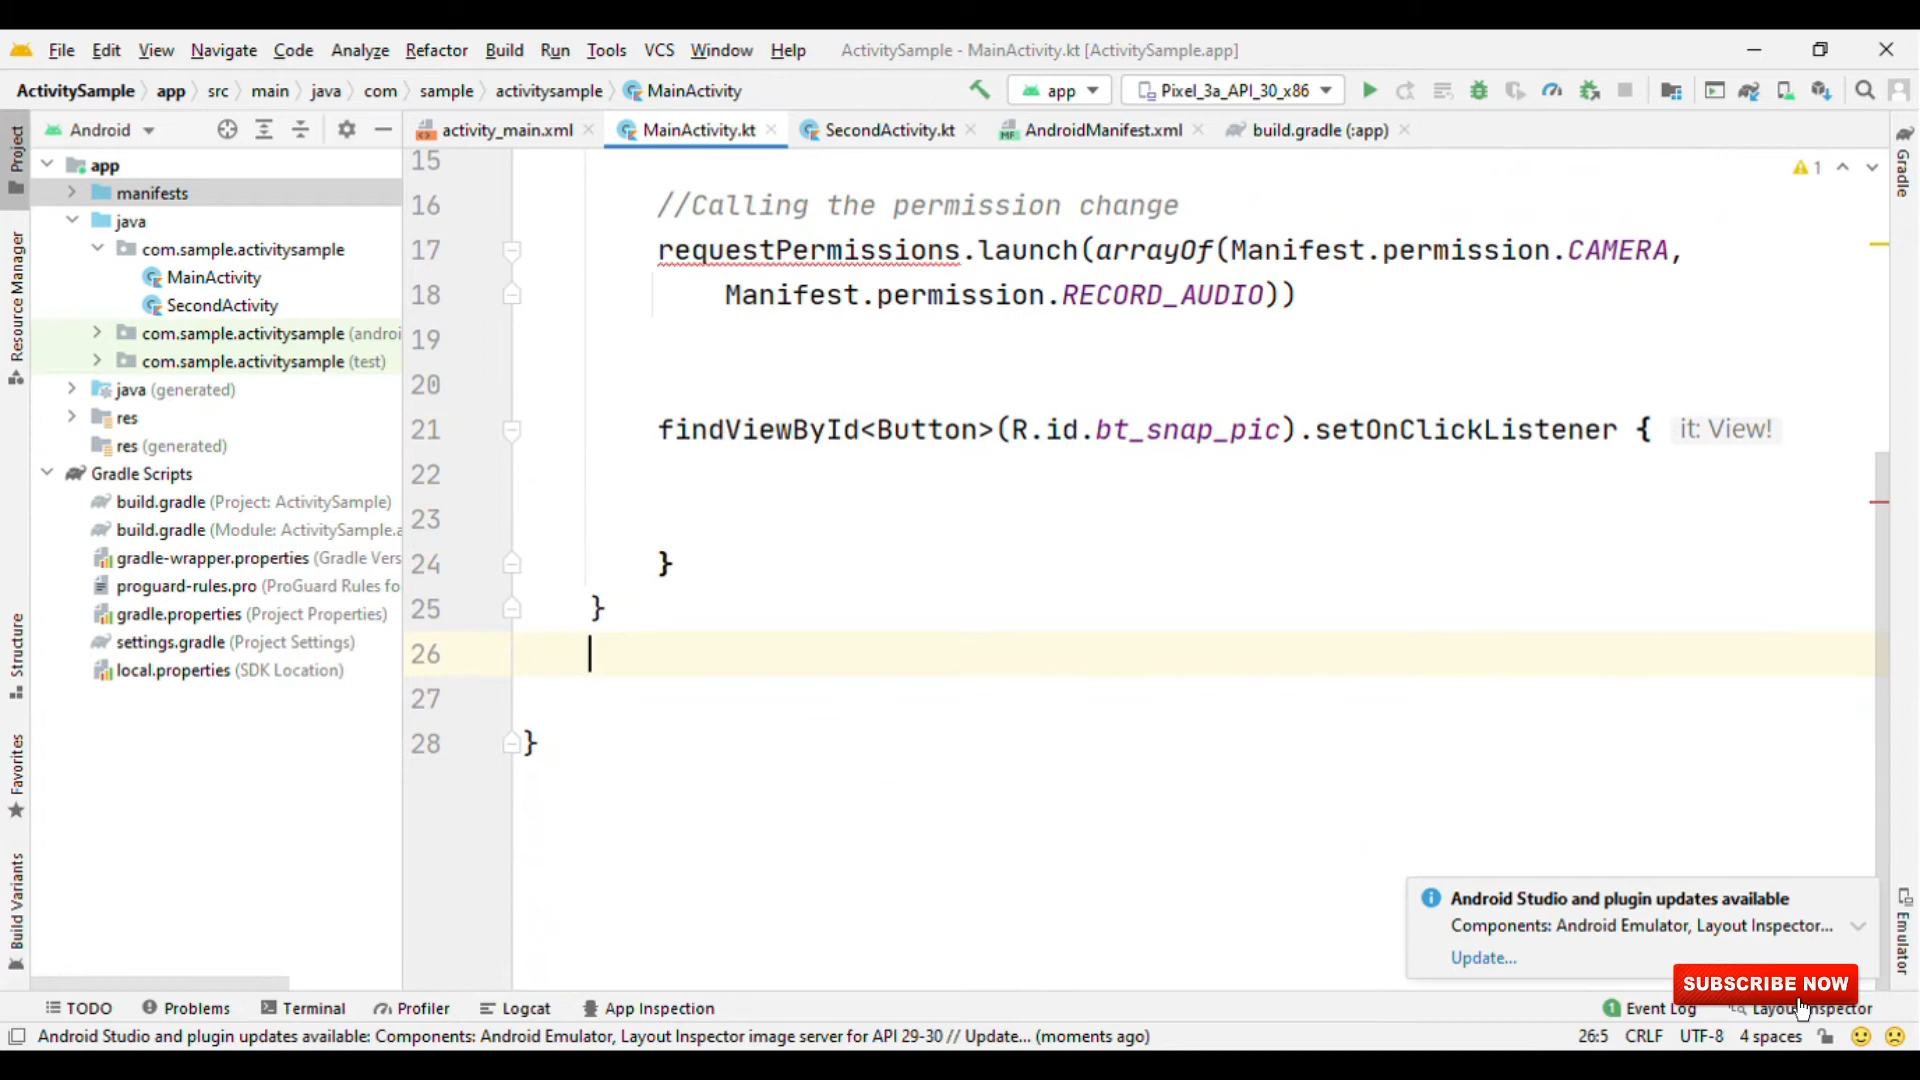 File Edit View Navigate Code Analyze Refactor Build Run Tools VCS Window Help ActivitySample - MainActivity.kt [ActivitySample.app]
ActivitySample app src main java com sample activitysample MainActivity app Pixel_3a_API_30_x86
Android activity_main.xml MainActivity.kt SecondActivity.kt AndroidManifest.xml build.gradle (:app)
Project
Resource Manager
Structure
Favorites
Build Variants
app
manifests
java
com.sample.activitysample
MainActivity
SecondActivity
com.sample.activitysample (androi
com.sample.activitysample (test)
java (generated)
res
res (generated)
Gradle Scripts
build.gradle (Project: ActivitySample)
build.gradle (Module: ActivitySample.a
gradle-wrapper.properties (Gradle Vers
proguard-rules.pro (ProGuard Rules fo
gradle.properties (Project Properties)
settings.gradle (Project Settings)
local.properties (SDK Location)
1
15
16 //Calling the permission change
17 requestPermissions.launch(arrayOf(Manifest.permission.CAMERA,
18 Manifest.permission.RECORD_AUDIO))
19
20
21 findViewById<Button>(R.id.bt_snap_pic).setOnClickListener { it: View!
22
23
24 }
25 }
26
27
28 }
Gradle
Emulator
Android Studio and plugin updates available
Components: Android Emulator, Layout Inspector...
Update...
SUBSCRIBE NOW
TODO Problems Terminal Profiler Logcat App Inspection 1 Event Log Layout Inspector
Android Studio and plugin updates available: Components: Android Emulator, Layout Inspector image server for API 29-30 // Update... (moments ago) 26:5 CRLF UTF-8 4 spaces